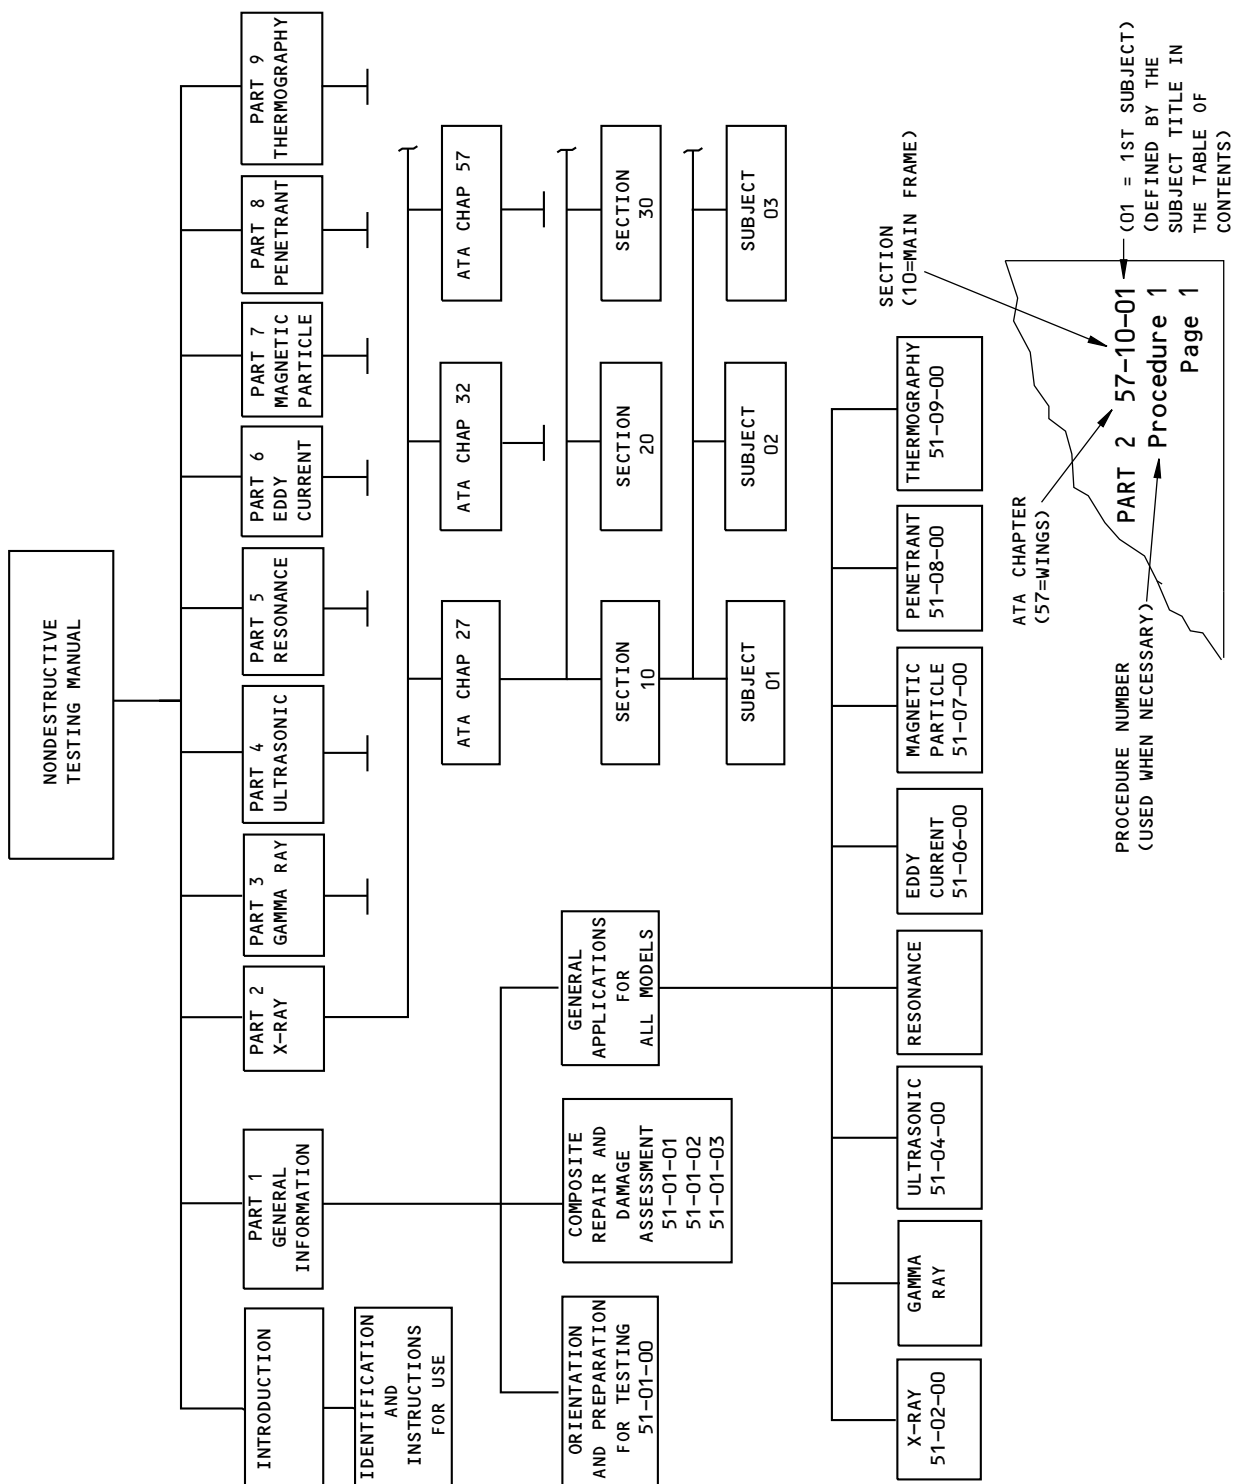 NONDESTRUCTIVE
TESTING MANUAL
INTRODUCTION
PART 1
GENERAL
INFORMATION
PART 2
X-RAY
PART 3
GAMMA RAY
PART 4
ULTRASONIC
PART 5
RESONANCE
PART 6
EDDY
CURRENT
PART 7
MAGNETIC
PARTICLE
PART 8
PENETRANT
PART 9
THERMOGRAPHY
IDENTIFICATION
AND
INSTRUCTIONS
FOR USE
ATA CHAP 27
ATA CHAP 32
ATA CHAP 57
ORIENTATION
AND PREPARATION
FOR TESTING
51-01-00
COMPOSITE
REPAIR AND
DAMAGE
ASSESSMENT
51-01-01
51-01-02
51-01-03
GENERAL
APPLICATIONS
FOR
ALL MODELS
SECTION
10
SECTION
20
SECTION
30
SUBJECT
01
SUBJECT
02
SUBJECT
03
X-RAY
51-02-00
GAMMA
RAY
ULTRASONIC
51-04-00
RESONANCE
EDDY
CURRENT
51-06-00
MAGNETIC
PARTICLE
51-07-00
PENETRANT
51-08-00
THERMOGRAPHY
51-09-00
SECTION
(10=MAIN FRAME)
ATA CHAPTER
(57=WINGS)
PROCEDURE NUMBER
(USED WHEN NECESSARY)
PART 2 57-10-01
Procedure 1
Page 1
(01 = 1ST SUBJECT)
(DEFINED BY THE
SUBJECT TITLE IN
THE TABLE OF
CONTENTS)